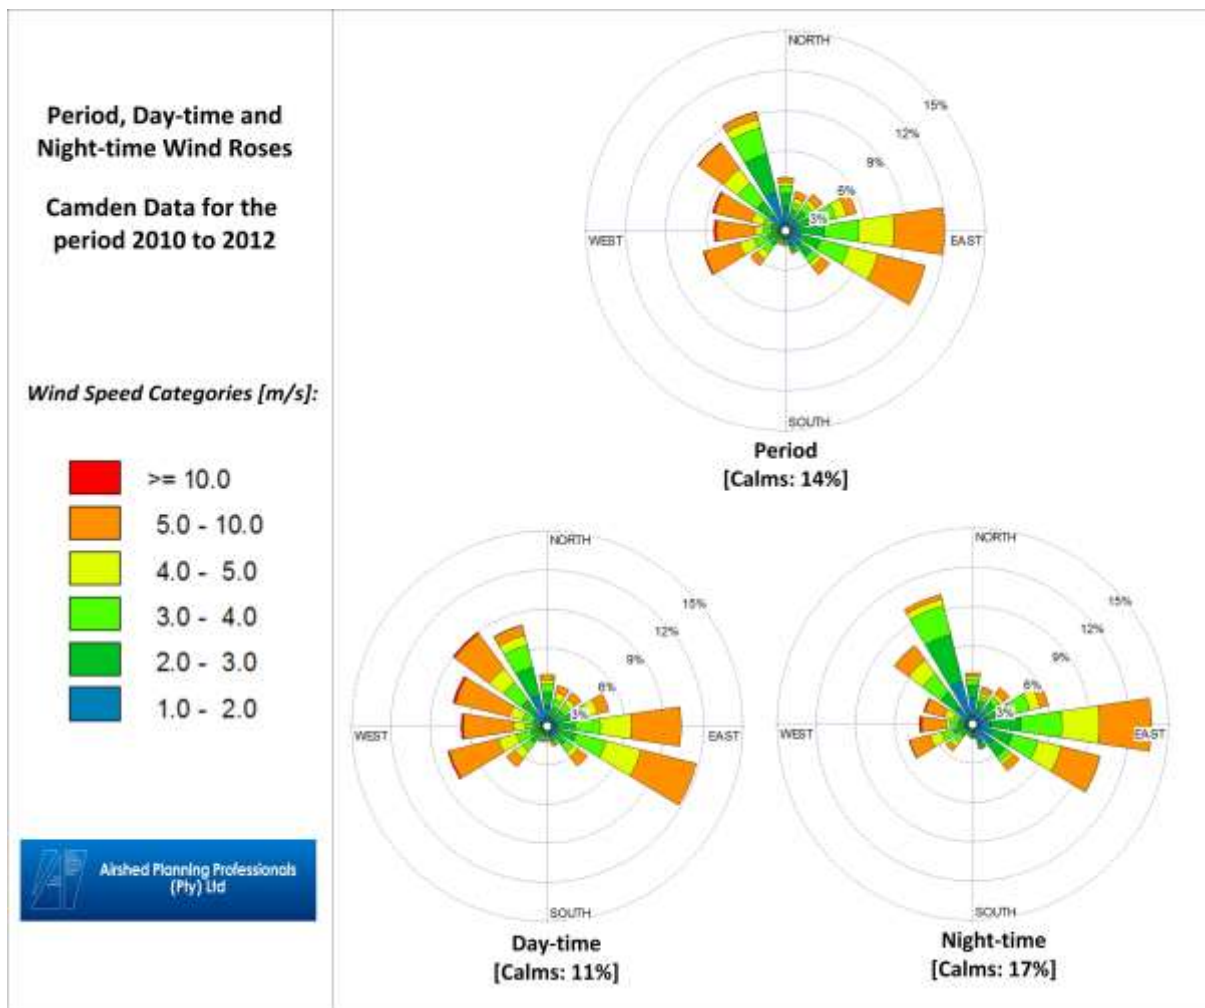 Period, Day-time and
Night-time Wind Roses
Camden Data for the
period 2010 to 2012
Wind Speed Categories [m/s]:
>= 10.0
5.0 - 10.0
4.0 - 5.0
3.0 - 4.0
2.0 - 3.0
1.0 - 2.0
Airshed Planning Professionals
(Pty) Ltd
NORTH
15%
12%
9%
6%
3%
WEST
EAST
SOUTH
Period
[Calms: 14%]
NORTH
15%
12%
9%
6%
3%
WEST
EAST
SOUTH
Day-time
[Calms: 11%]
NORTH
15%
12%
9%
6%
3%
WEST
EAST
SOUTH
Night-time
[Calms: 17%]